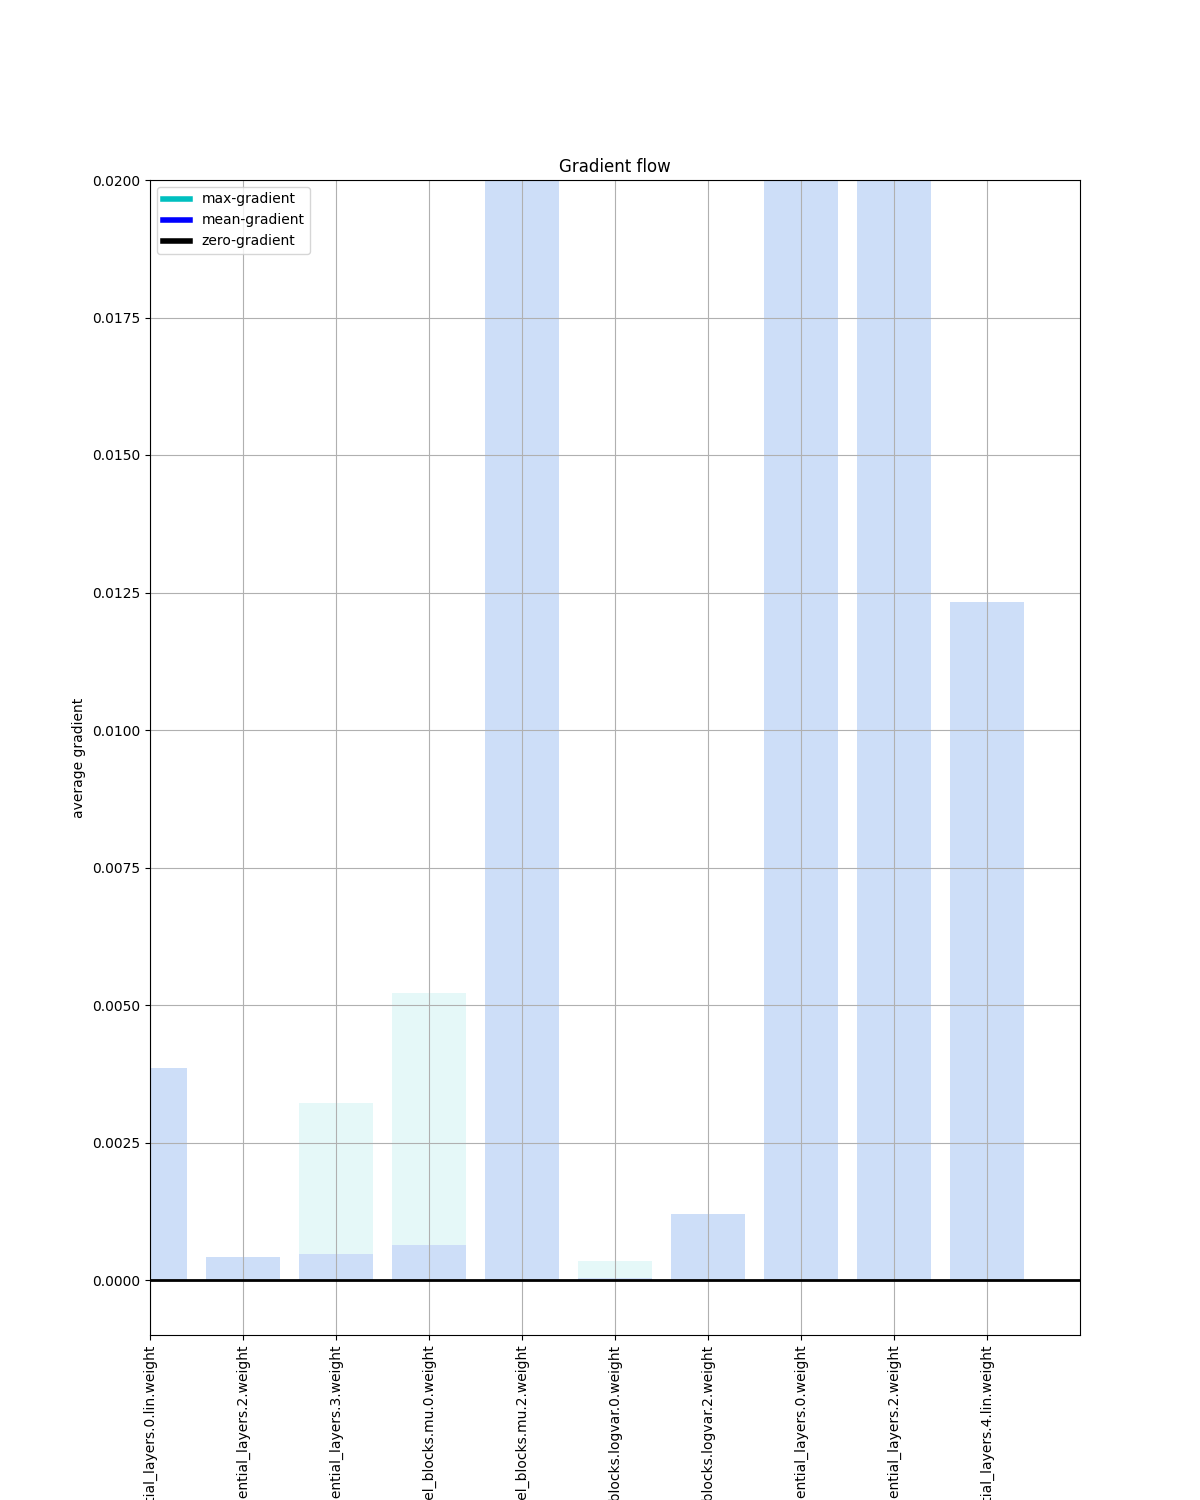 Gradient flow
max-gradient
mean-gradient
zero-gradient
0.0200
0.0175
0.0150
0.0125
0.0100
0.0075
0.0050
0.0025
0.0000
average gradient
tial_layers.0.lin.weight
ential_layers.2.weight
ential_layers.3.weight
el_blocks.mu.0.weight
el_blocks.mu.2.weight
blocks.logvar.0.weight
blocks.logvar.2.weight
ential_layers.0.weight
ential_layers.2.weight
tial_layers.4.lin.weight